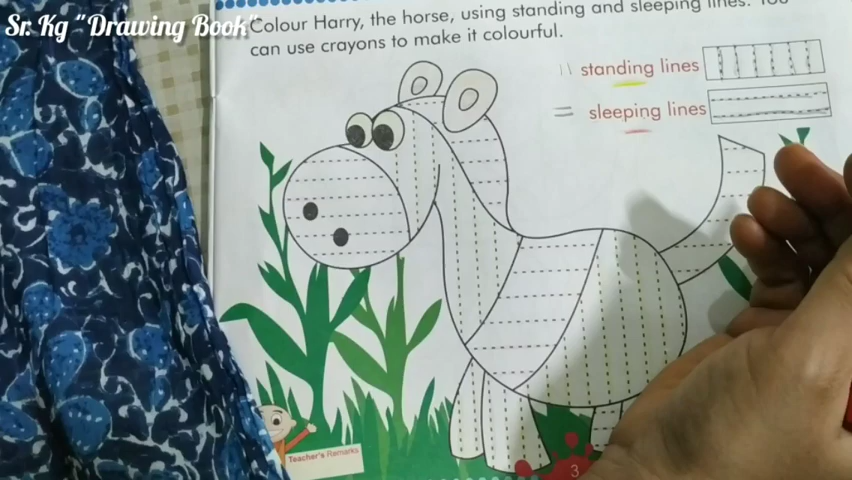 Sr. Kg "Drawing Book"
Colour Harry, the horse, using standing and sleeping lines. You
can use crayons to make it colourful.
standing lines
sleeping lines
Teacher's Remarks
3